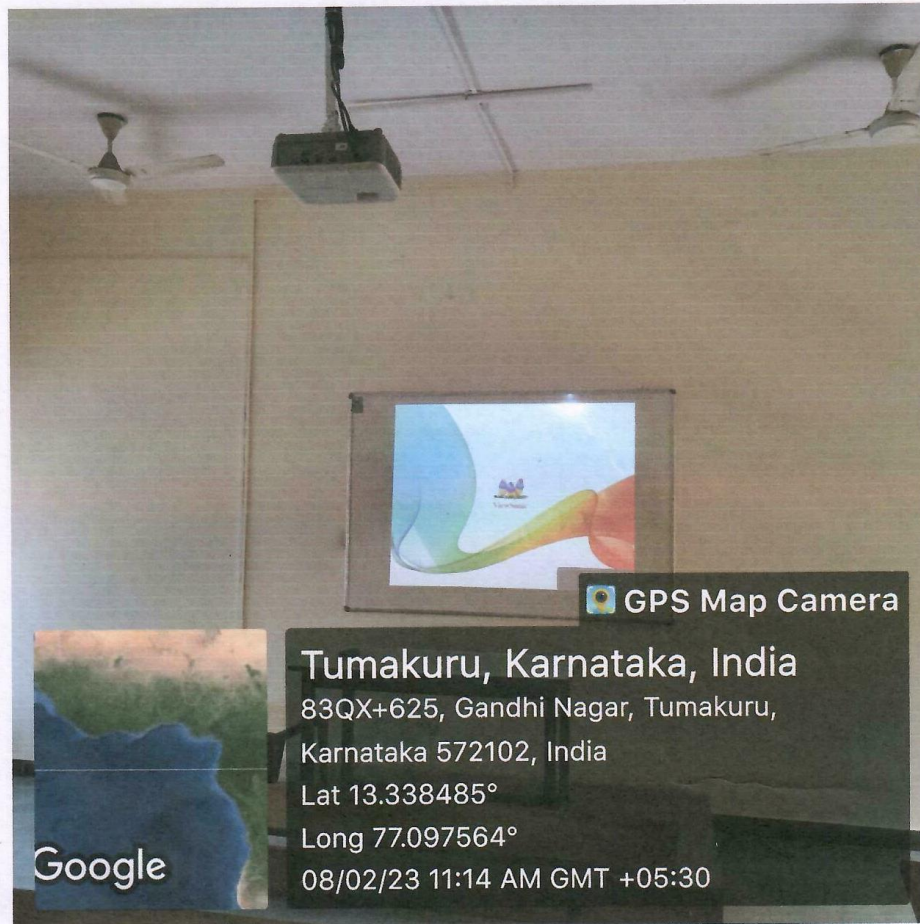 ViewSonic
GPS Map Camera
Tumakuru, Karnataka, India
83QX+625, Gandhi Nagar, Tumakuru,
Karnataka 572102, India
Lat 13.338485°
Long 77.097564°
08/02/23 11:14 AM GMT +05:30
Google